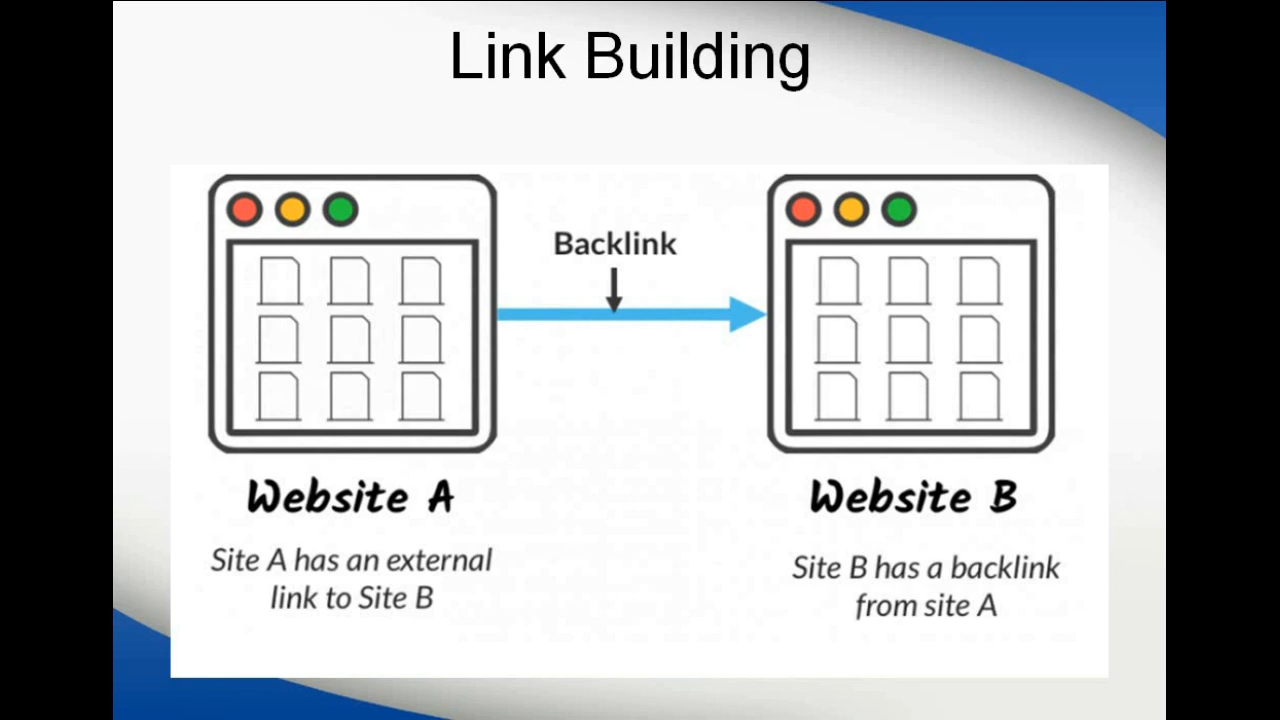 Link Building
Backlink
Website A
Website B
Site A has an external
link to Site B
Site B has a backlink
from site A